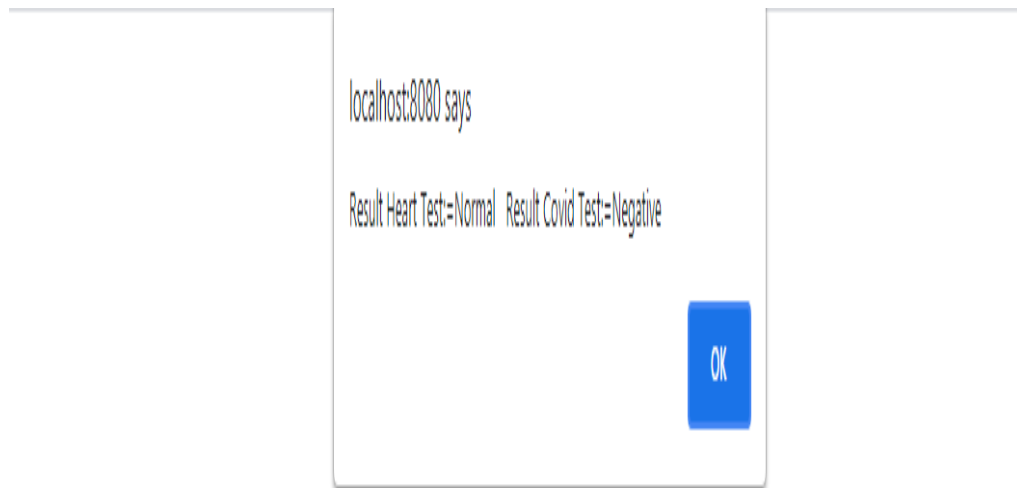 localhost:8080 says
Result Heart Test:=Normal Result Covid Test:=Negative
OK